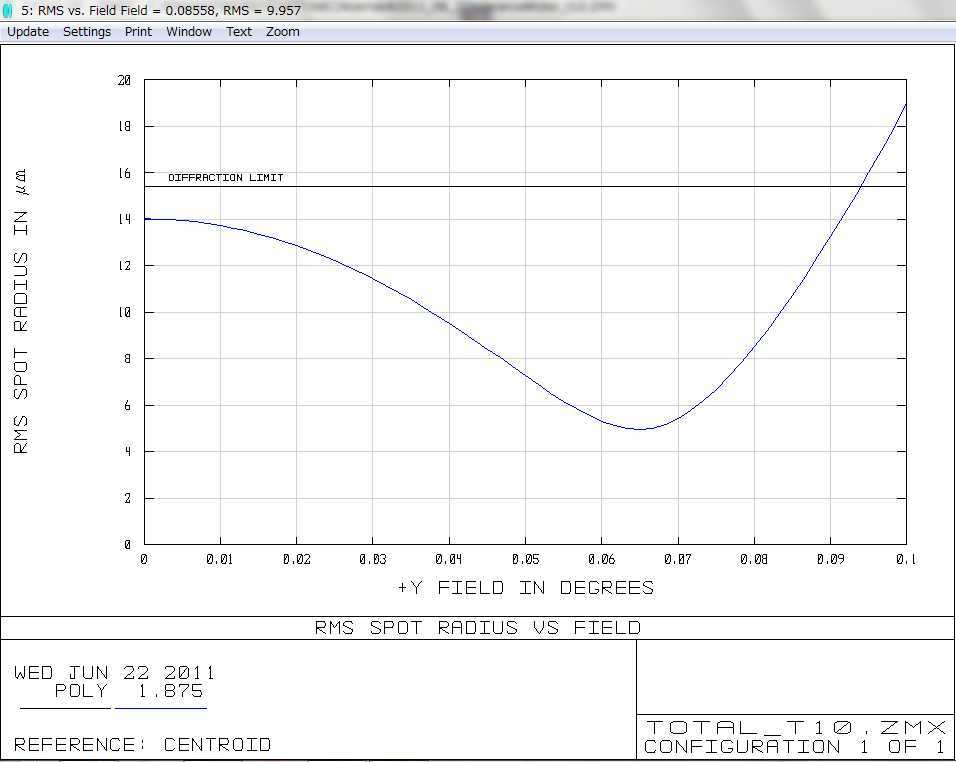 5: RMS vs. Field Field = 0.08558, RMS = 9.957
Update Settings Print Window Text Zoom
20
18
16
DIFFRACTION LIMIT
14
12
10
8
6
4
2
0
RMS SPOT RADIUS IN µm
0 0.01 0.02 0.03 0.04 0.05 0.06 0.07 0.08 0.09 0.1
+Y FIELD IN DEGREES
RMS SPOT RADIUS VS FIELD
WED JUN 22 2011
POLY 1.875
REFERENCE: CENTROID
TOTAL_T10.ZMX
CONFIGURATION 1 OF 1